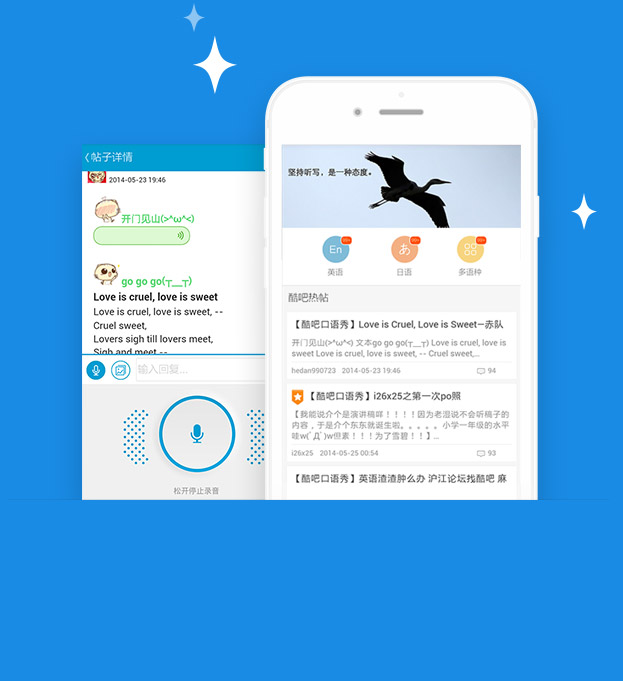 帖子详情
2014-05-23 19:46
开门见山(>^ω^<)
go go go(┬__┬)
Love is cruel, love is sweet
Love is cruel, love is sweet, --
Cruel sweet,
Lovers sigh till lovers meet,
Sigh and meet --
输入回复...
松开停止录音
坚持听写，是一种态度。
En
99+
あ
99+
99+
英语
日语
多语种
酷吧热帖
【酷吧口语秀】Love is Cruel, Love is Sweet—赤队
开门见山(>^ω^<) 文本go go go(┬__┬) Love is cruel, love is
sweet Love is cruel, love is sweet, -- Cruel sweet,...
hedan990723 2014-05-23 19:46 94
【酷吧口语秀】i26x25之第一次po照
【我能说介个是演讲稿咩！！！！因为老湿说不会听稿子的
内容，于是介个东东就诞生啦。。。。。小学一年级的水平
哇w(ﾟДﾟ)w但素！！！为了雪碧！！】...
i26x25 2014-05-25 00:54 93
【酷吧口语秀】英语渣渣肿么办 沪江论坛找酷吧 麻